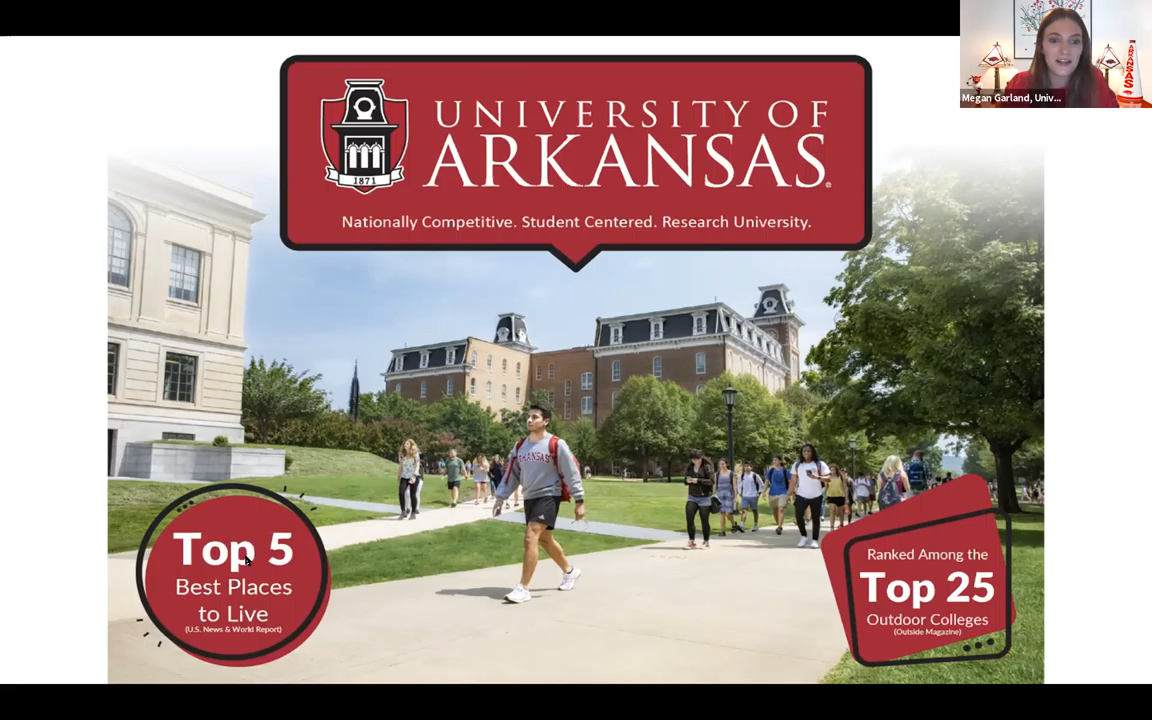 UNIVERSITY OF
ARKANSAS®
1871
Nationally Competitive. Student Centered. Research University.
Megan Garland, Univ...
ARKANSAS
ARKANSAS
Top 5
Best Places
to Live
(U.S. News & World Report)
Ranked Among the
Top 25
Outdoor Colleges
(Outside Magazine)